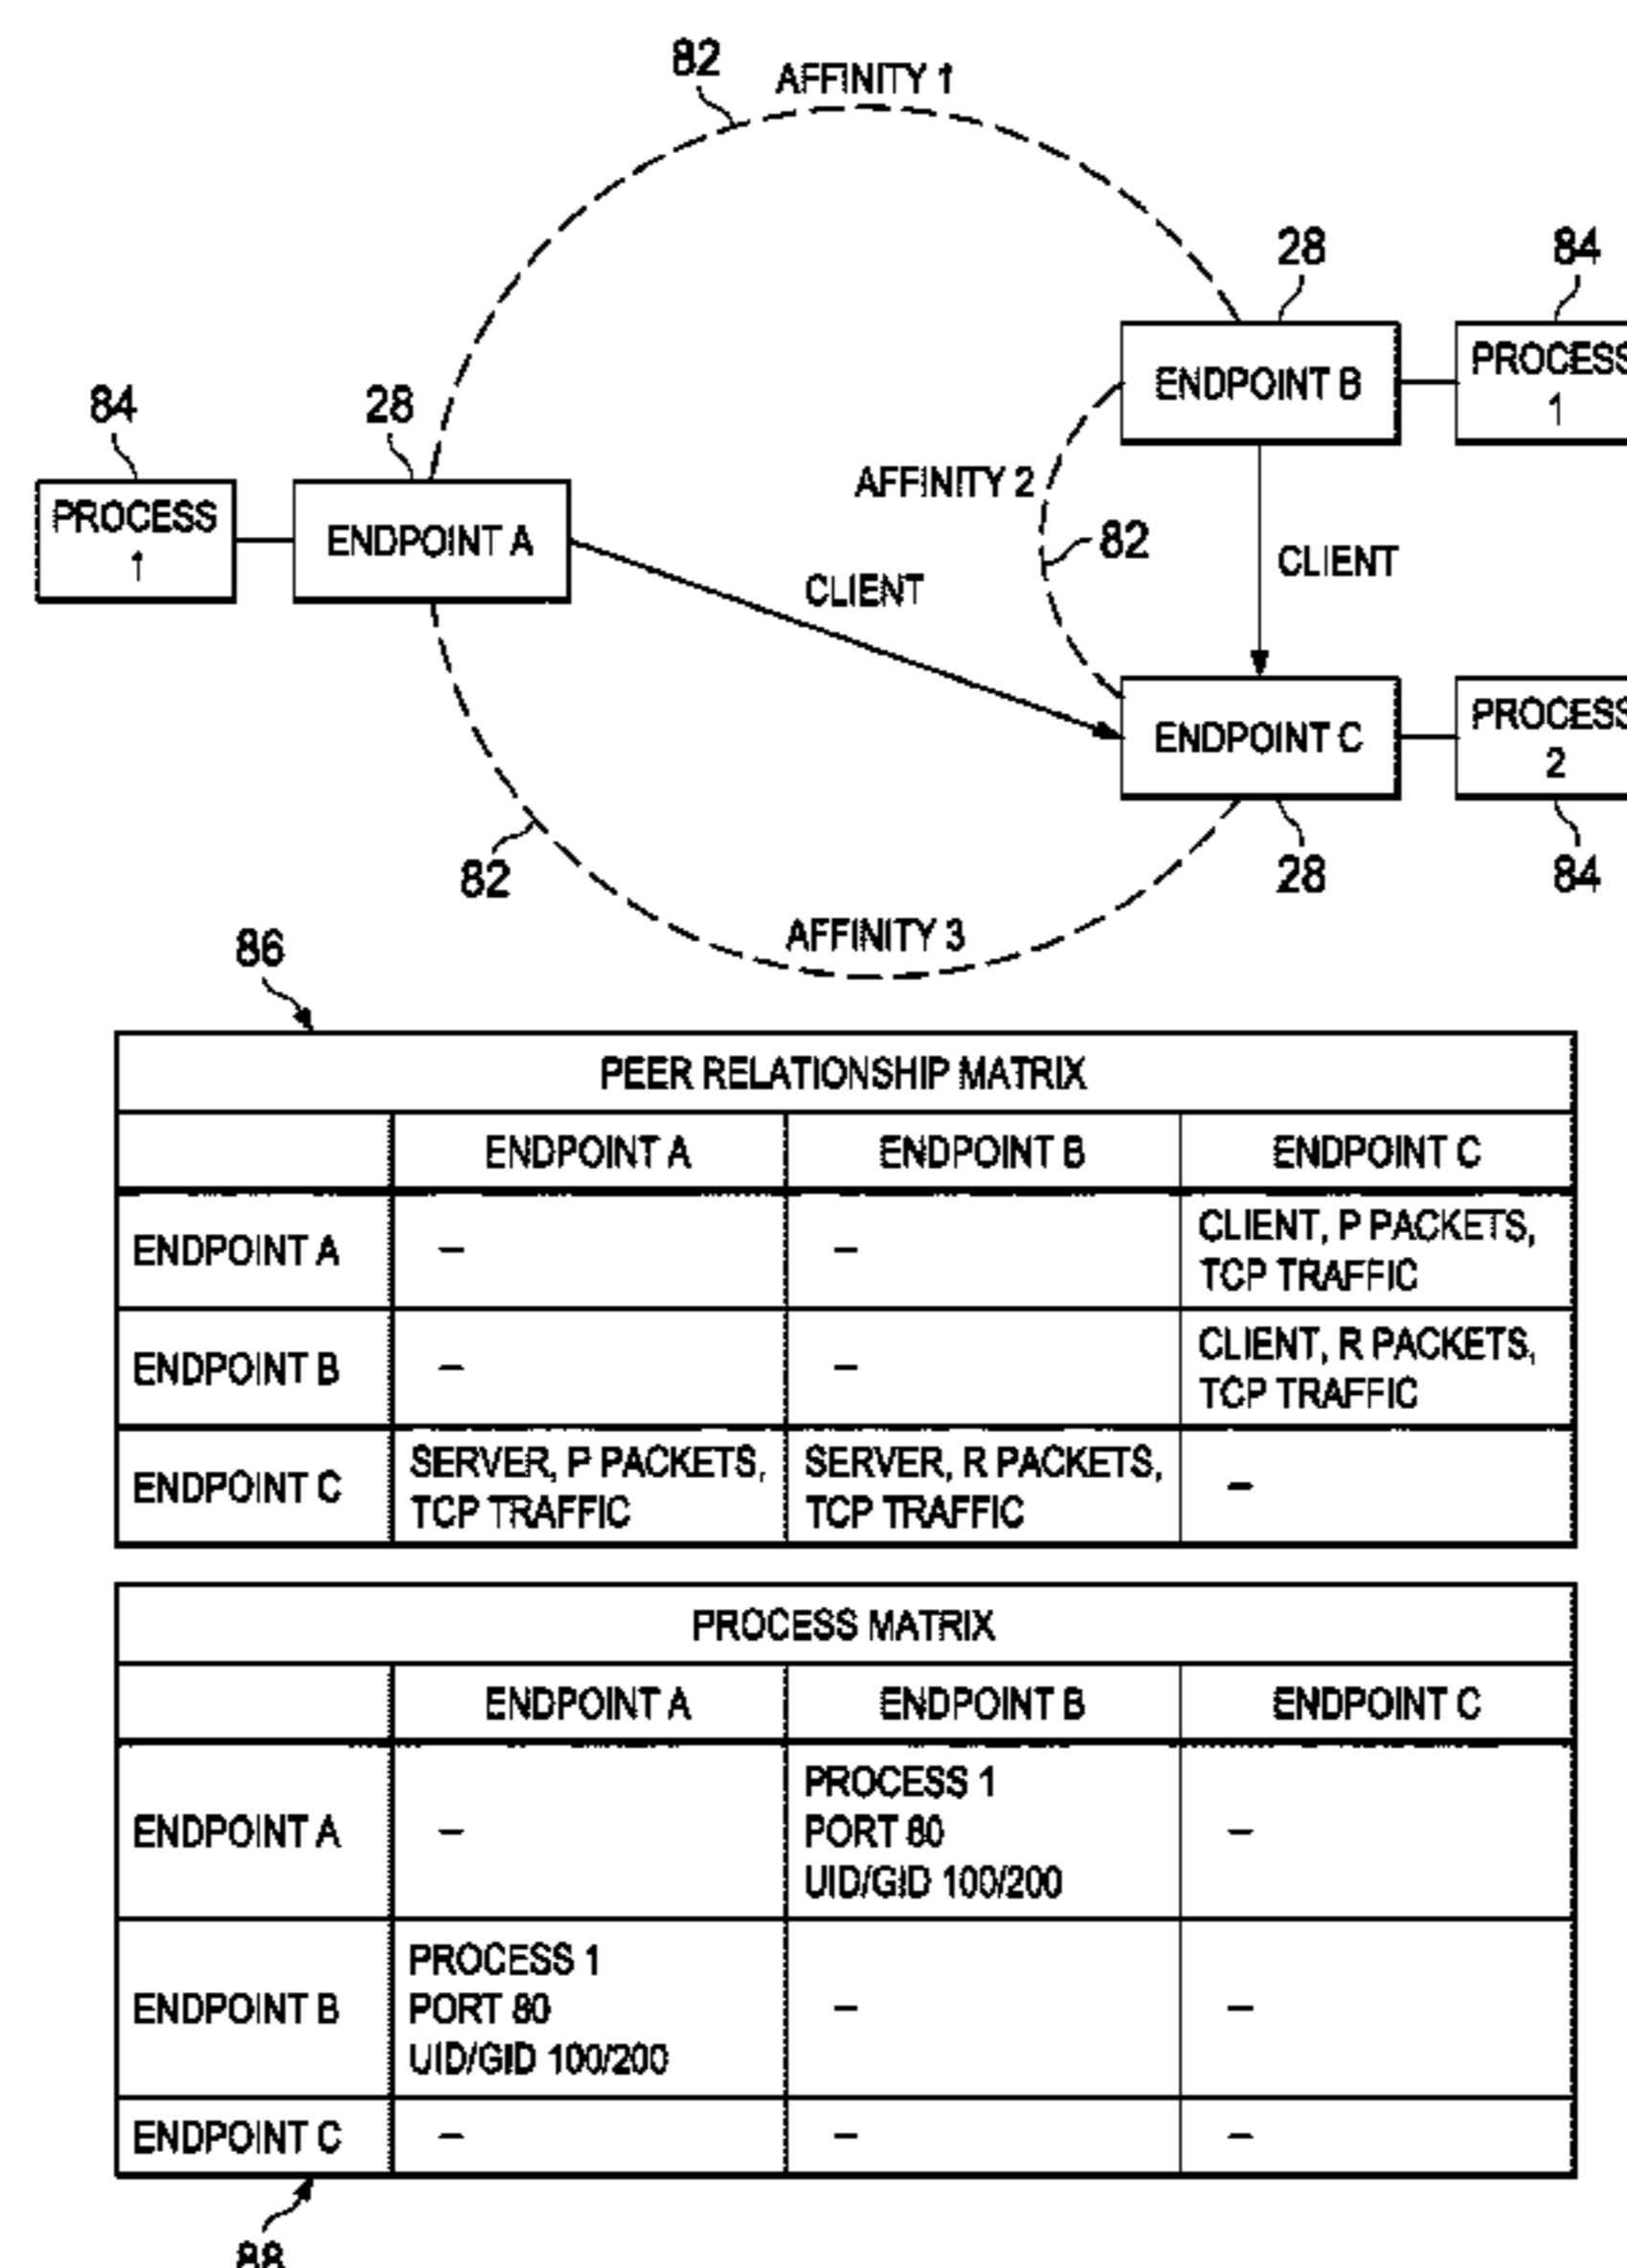 82
AFFINITY 1
28
84
ENDPOINT B
PROCESS
1
84
28
AFFINITY 2
PROCESS
1
ENDPOINT A
82
CLIENT
CLIENT
ENDPOINT C
PROCESS
2
82
28
84
AFFINITY 3
86
PEER RELATIONSHIP MATRIX
ENDPOINT A ENDPOINT B ENDPOINT C
ENDPOINT A – – CLIENT, P PACKETS,
TCP TRAFFIC
ENDPOINT B – – CLIENT, R PACKETS,
TCP TRAFFIC
ENDPOINT C SERVER, P PACKETS, SERVER, R PACKETS, –
TCP TRAFFIC TCP TRAFFIC
PROCESS MATRIX
ENDPOINT A ENDPOINT B ENDPOINT C
PROCESS 1
ENDPOINT A – PORT 80 –
UID/GID 100/200
PROCESS 1
ENDPOINT B PORT 80 – –
UID/GID 100/200
ENDPOINT C – – –
88